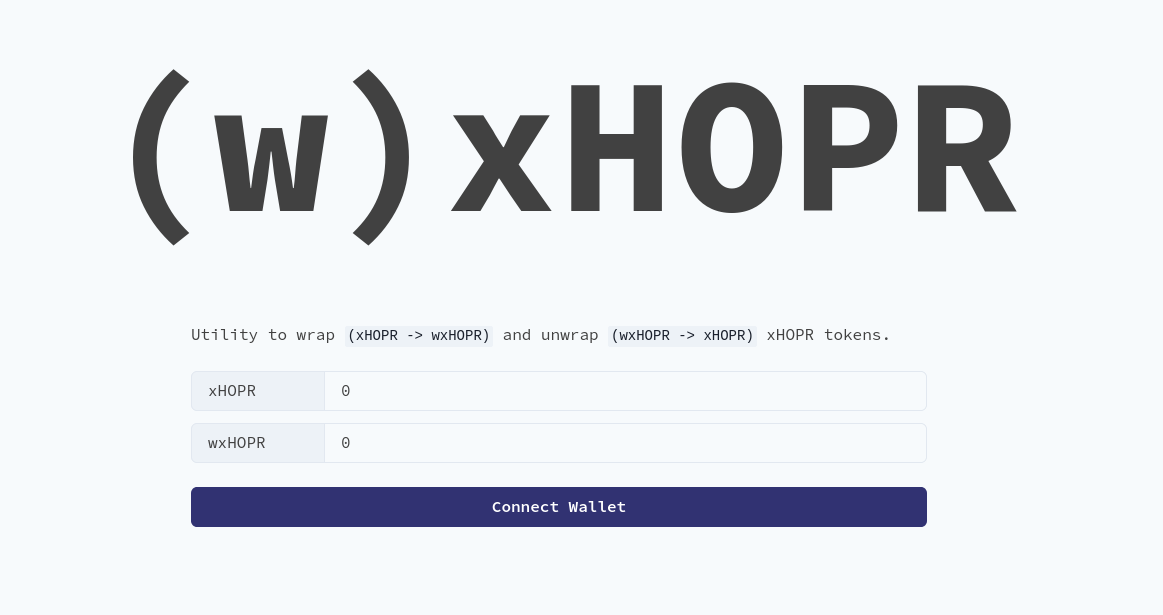 (w)xHOPR
Utility to wrap (xHOPR -> wxHOPR) and unwrap (wxHOPR -> xHOPR) xHOPR tokens.
xHOPR 0
wxHOPR 0
Connect Wallet